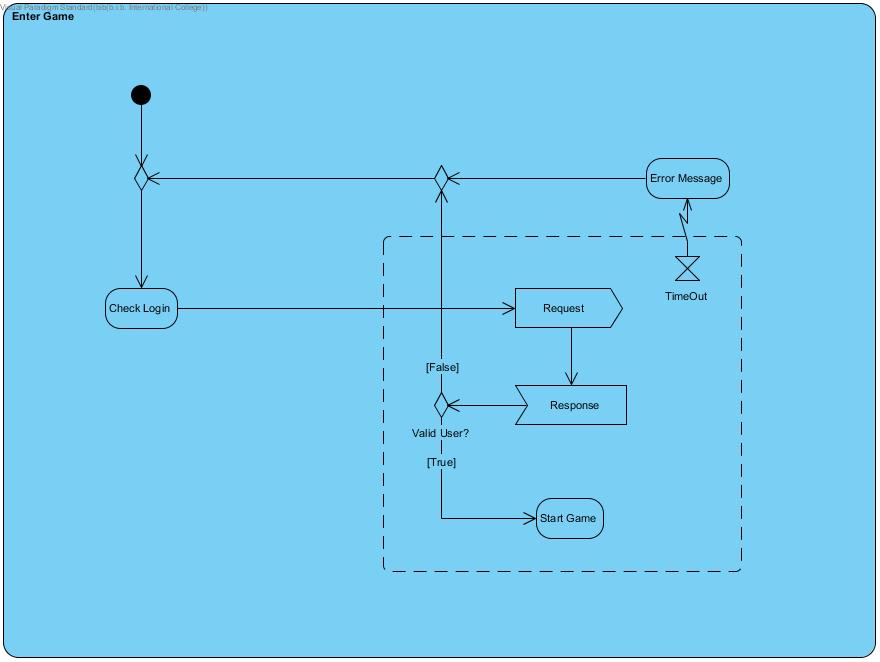 Visual Paradigm Standard(lab(b.i.b. International College))
Enter Game
Error Message
TimeOut
Check Login
Request
[False]
Response
Valid User?
[True]
Start Game